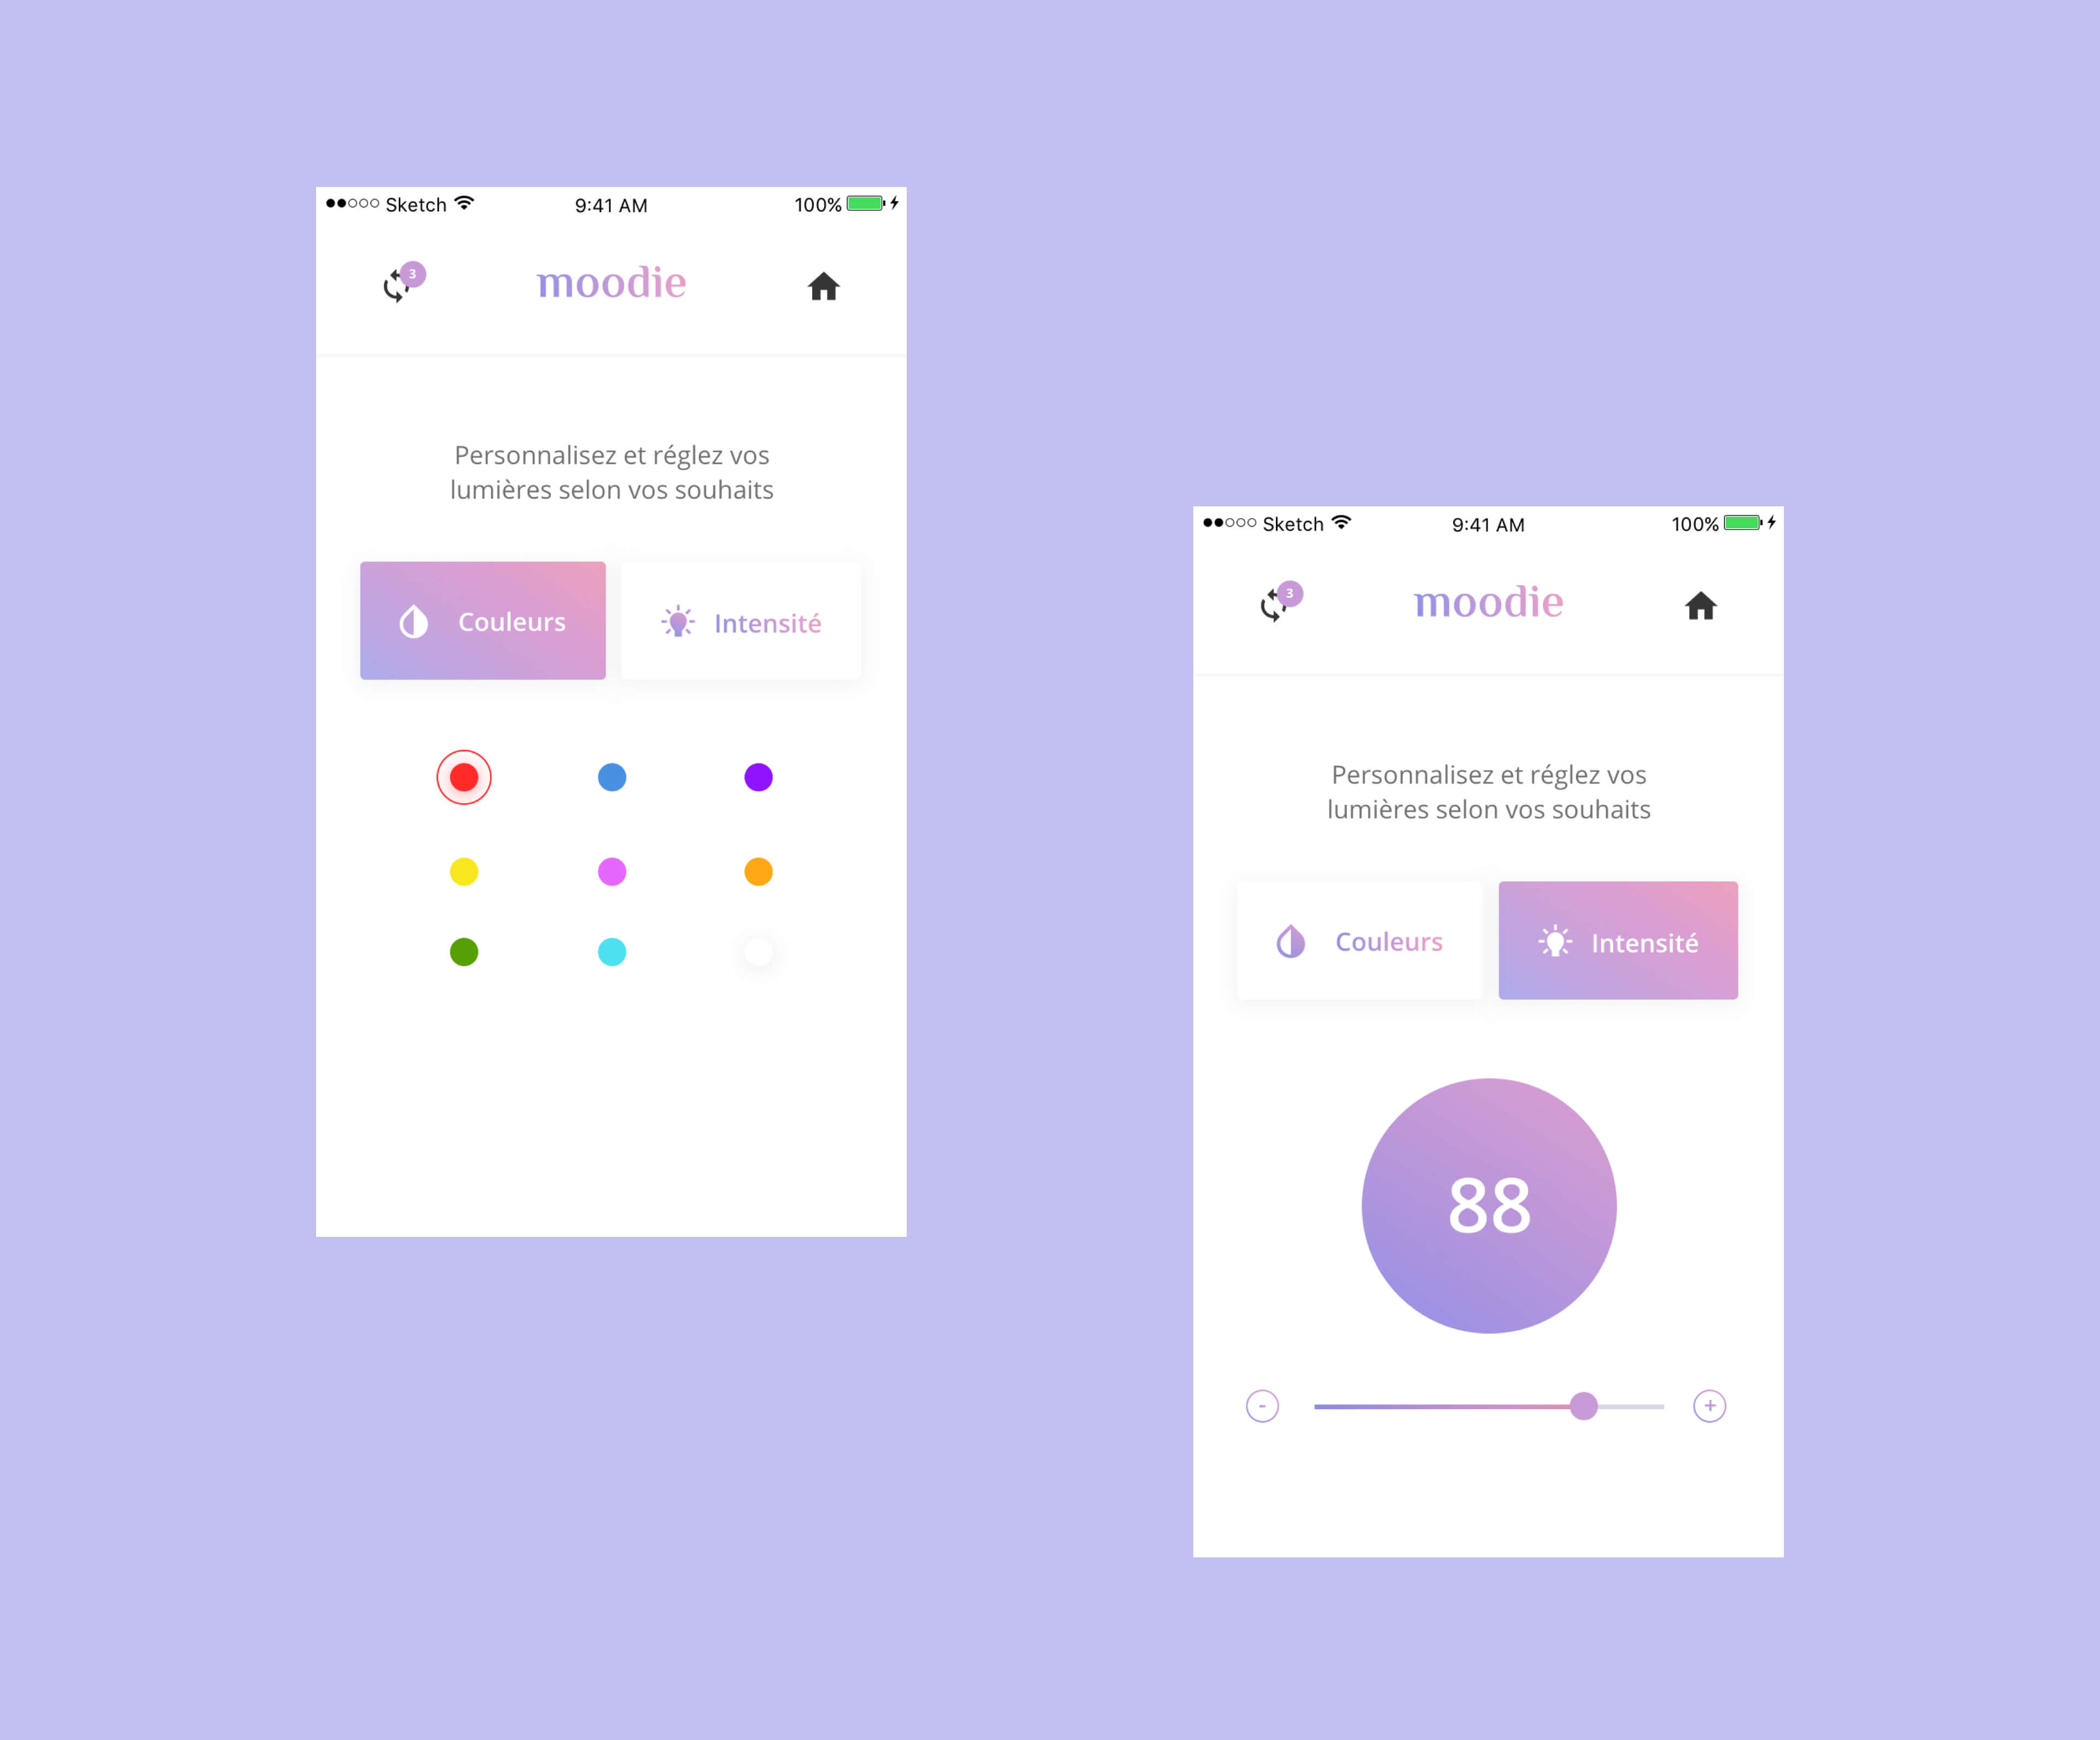 Sketch 9:41 AM 100%
3 moodie
Personnalisez et réglez vos
lumières selon vos souhaits
Couleurs Intensité
Sketch 9:41 AM 100%
3 moodie
Personnalisez et réglez vos
lumières selon vos souhaits
Couleurs Intensité
88
- +